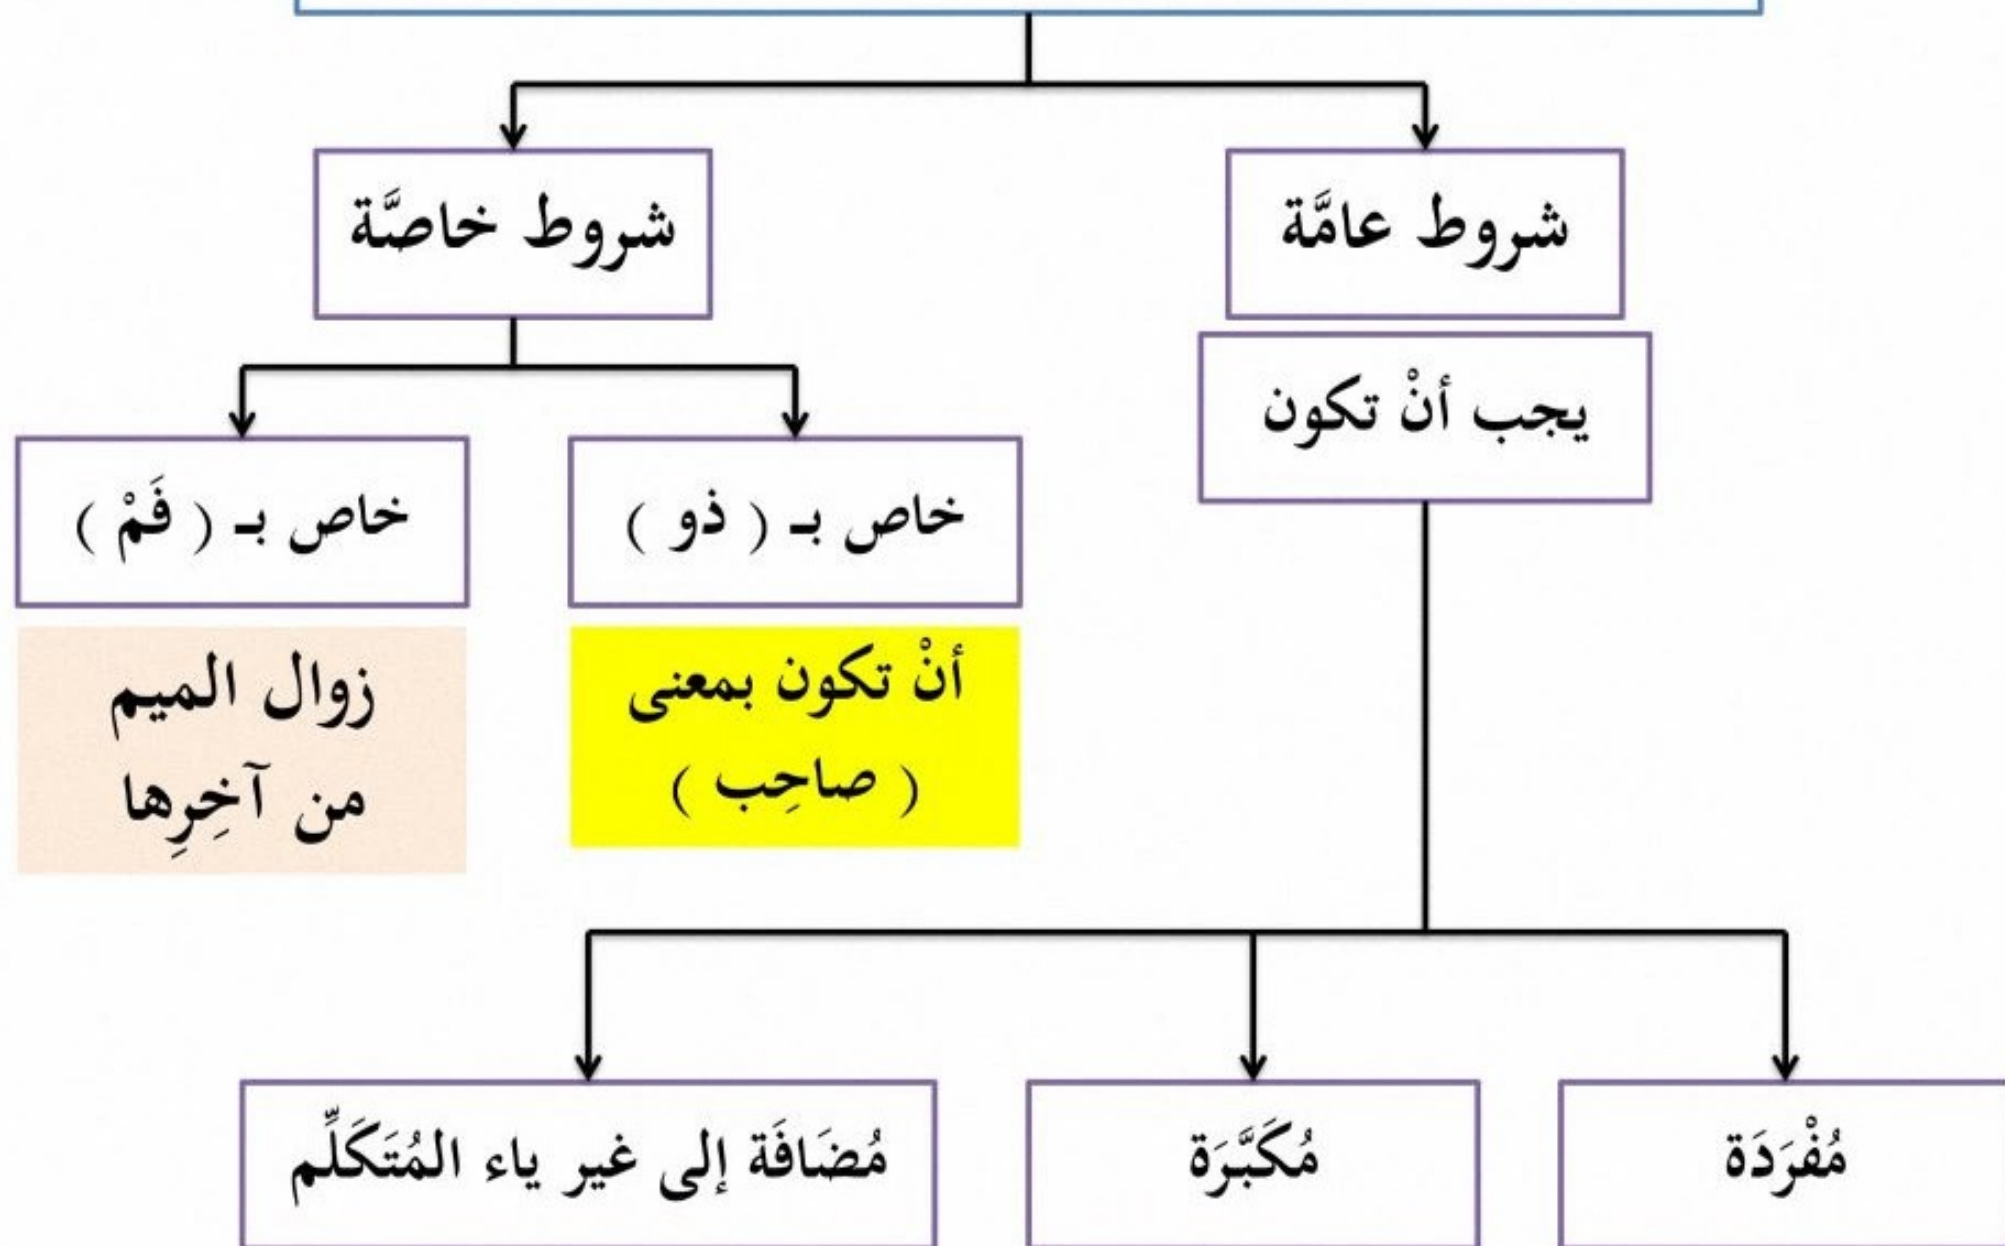 شروط عامَّة
شروط خاصَّة
يجب أنْ تكون
خاص بـ ( ذو )
خاص بـ ( فَمْ )
أنْ تكون بمعنى
( صاحِب )
زوال الميم
من آخِرِها
مُفْرَدَة
مُكَبَّرَة
مُضَافَة إلى غير ياء المُتَكَلِّم